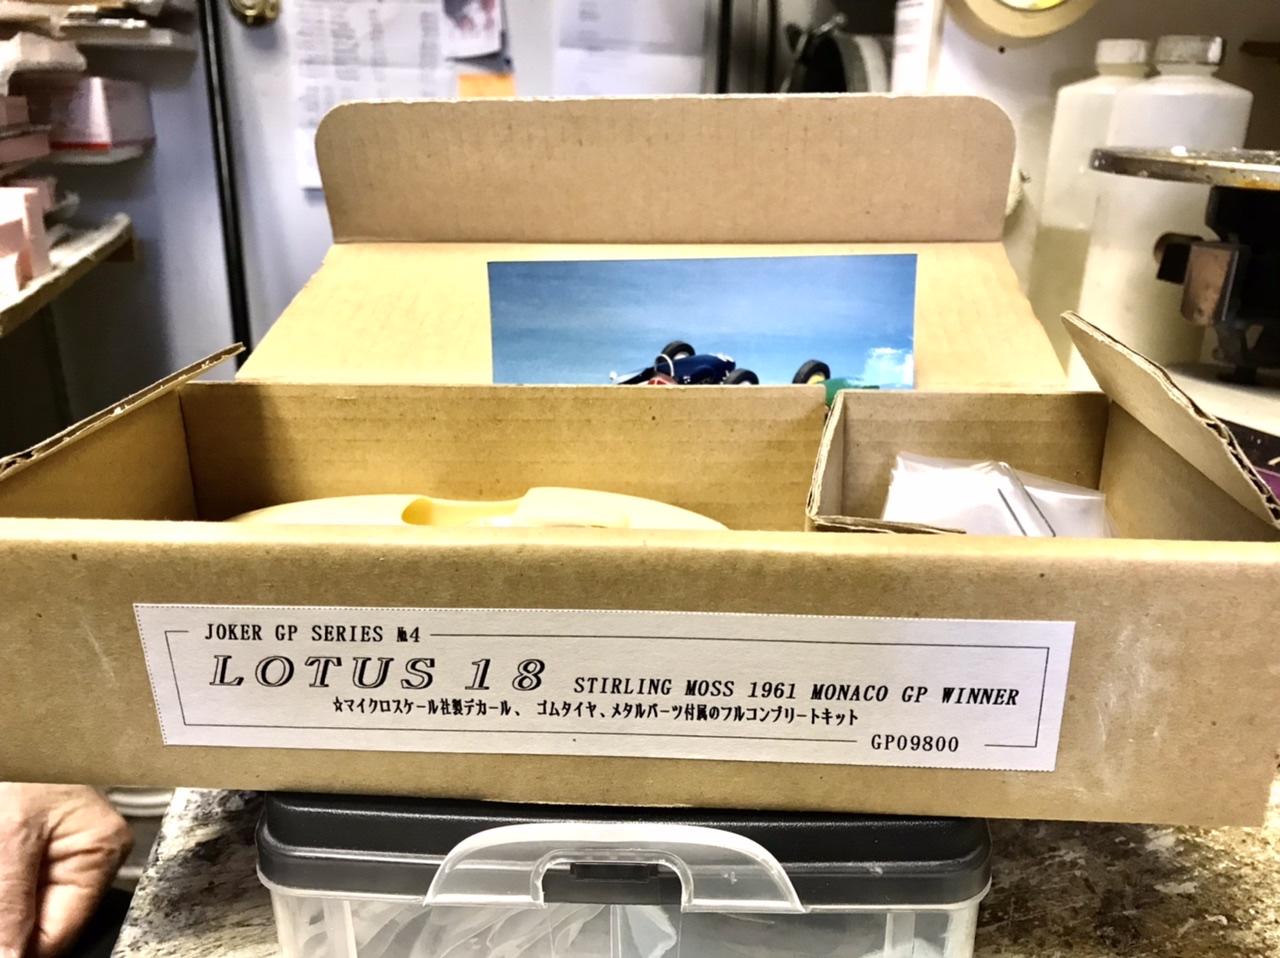 JOKER GP SERIES №4
LOTUS 18 STIRLING MOSS 1961 MONACO GP WINNER
☆マイクロスケール社製デカール、ゴムタイヤ、メタルパーツ付属のフルコンプリートキット
GP09800